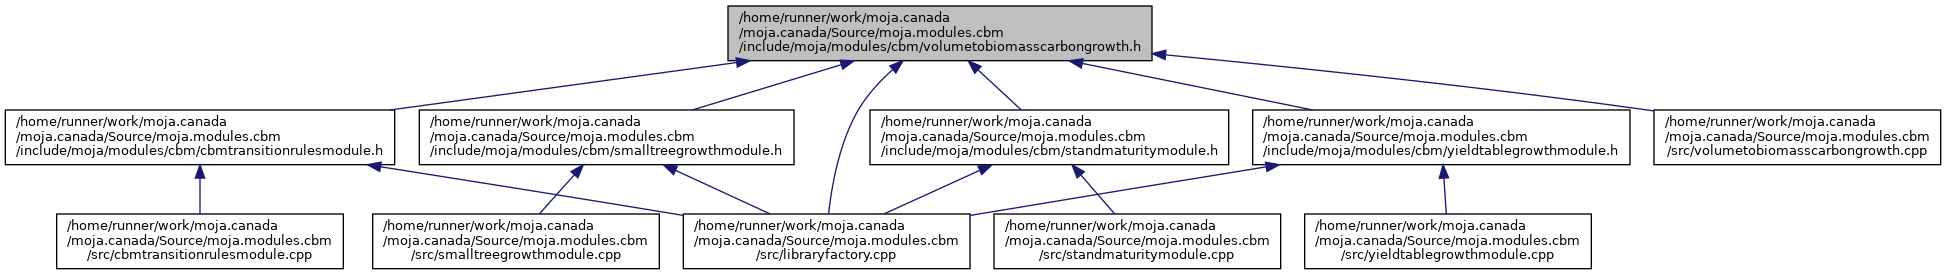 /home/runner/work/moja.canada
/moja.canada/Source/moja.modules.cbm
/include/moja/modules/cbm/volumetobiomasscarbongrowth.h
/home/runner/work/moja.canada
/moja.canada/Source/moja.modules.cbm
/include/moja/modules/cbm/cbmtransitionrulesmodule.h
/home/runner/work/moja.canada
/moja.canada/Source/moja.modules.cbm
/include/moja/modules/cbm/smalltreegrowthmodule.h
/home/runner/work/moja.canada
/moja.canada/Source/moja.modules.cbm
/include/moja/modules/cbm/standmaturitymodule.h
/home/runner/work/moja.canada
/moja.canada/Source/moja.modules.cbm
/include/moja/modules/cbm/yieldtablegrowthmodule.h
/home/runner/work/moja.canada
/moja.canada/Source/moja.modules.cbm
/src/volumetobiomasscarbongrowth.cpp
/home/runner/work/moja.canada
/moja.canada/Source/moja.modules.cbm
/src/cbmtransitionrulesmodule.cpp
/home/runner/work/moja.canada
/moja.canada/Source/moja.modules.cbm
/src/smalltreegrowthmodule.cpp
/home/runner/work/moja.canada
/moja.canada/Source/moja.modules.cbm
/src/libraryfactory.cpp
/home/runner/work/moja.canada
/moja.canada/Source/moja.modules.cbm
/src/standmaturitymodule.cpp
/home/runner/work/moja.canada
/moja.canada/Source/moja.modules.cbm
/src/yieldtablegrowthmodule.cpp